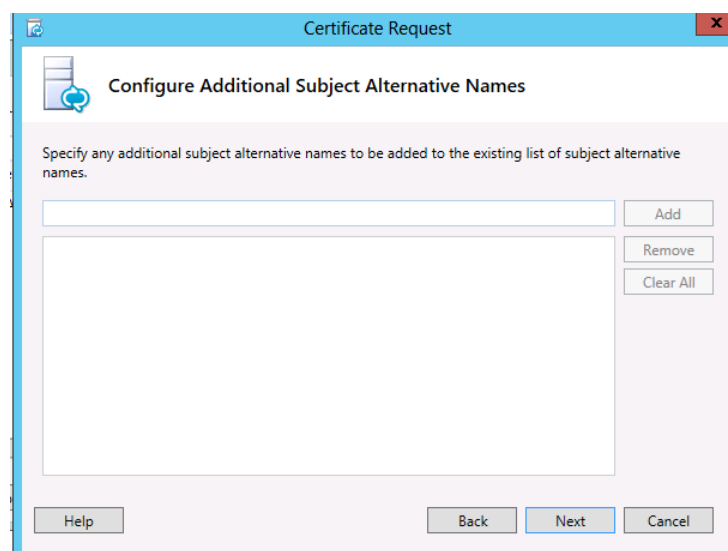 Certificate Request
x
Configure Additional Subject Alternative Names
Specify any additional subject alternative names to be added to the existing list of subject alternative
names.
Add
Remove
Clear All
Help
Back
Next
Cancel